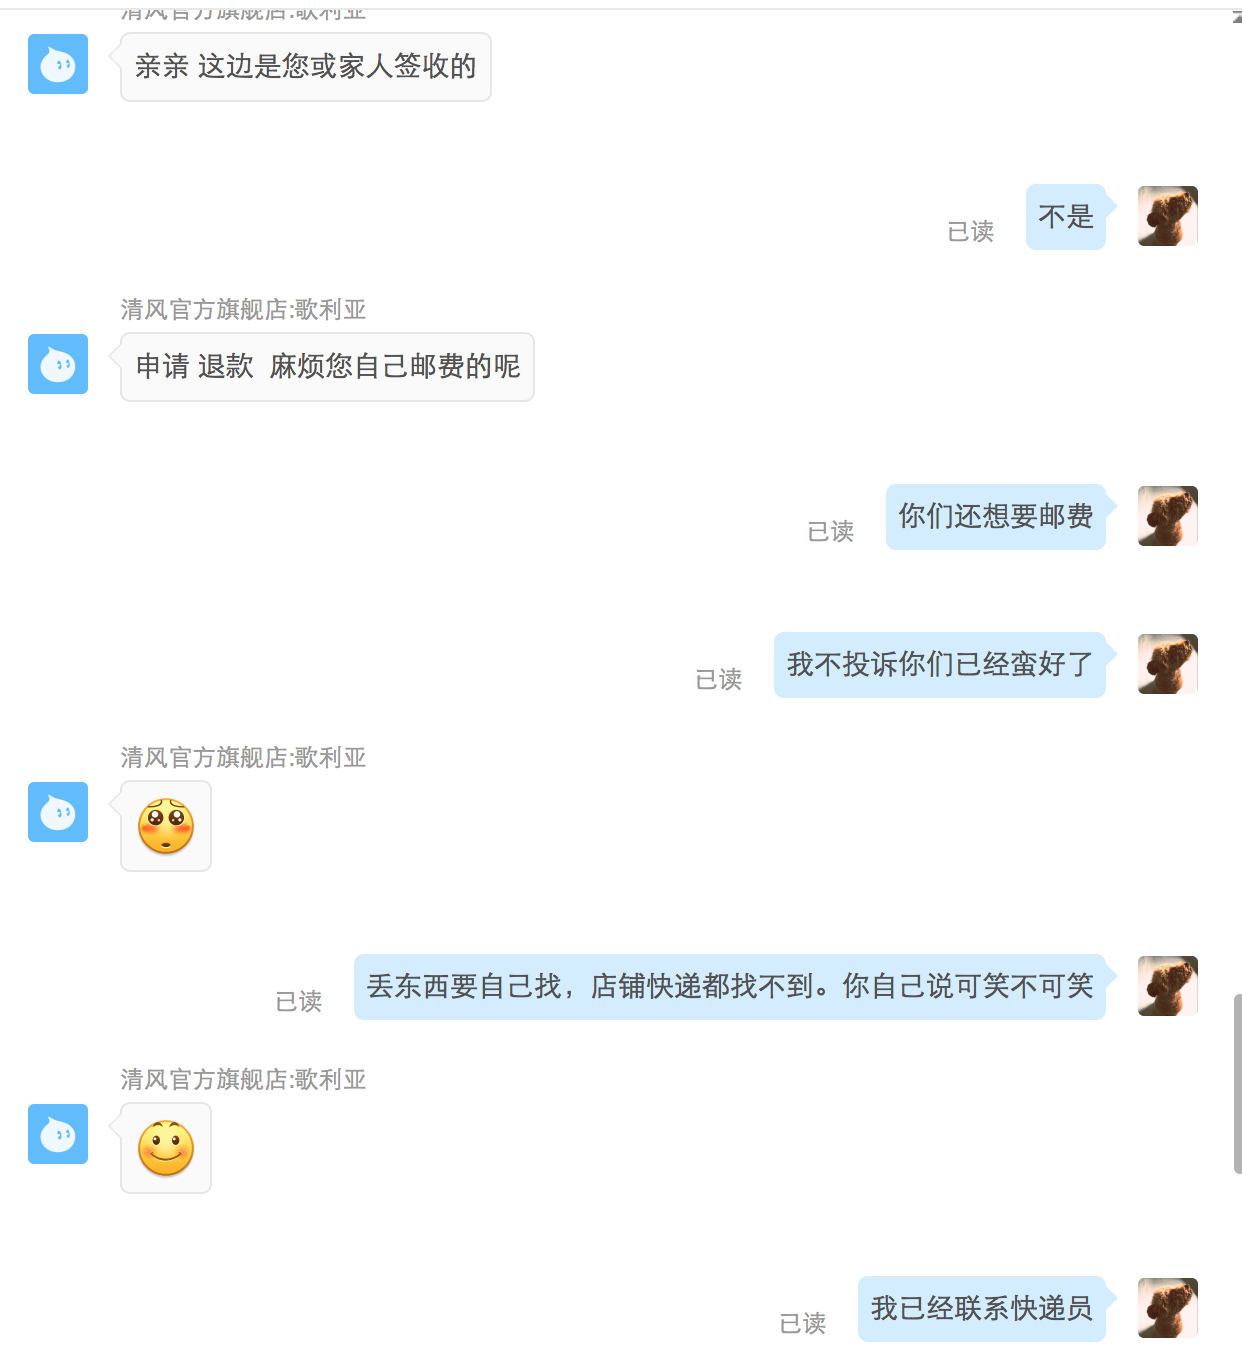 清风官方旗舰店:歌利亚
亲亲 这边是您或家人签收的
不是
已读
清风官方旗舰店:歌利亚
申请 退款  麻烦您自己邮费的呢
你们还想要邮费
已读
我不投诉你们已经蛮好了
已读
清风官方旗舰店:歌利亚
丢东西要自己找，店铺快递都找不到。你自己说可笑不可笑
已读
清风官方旗舰店:歌利亚
我已经联系快递员
已读